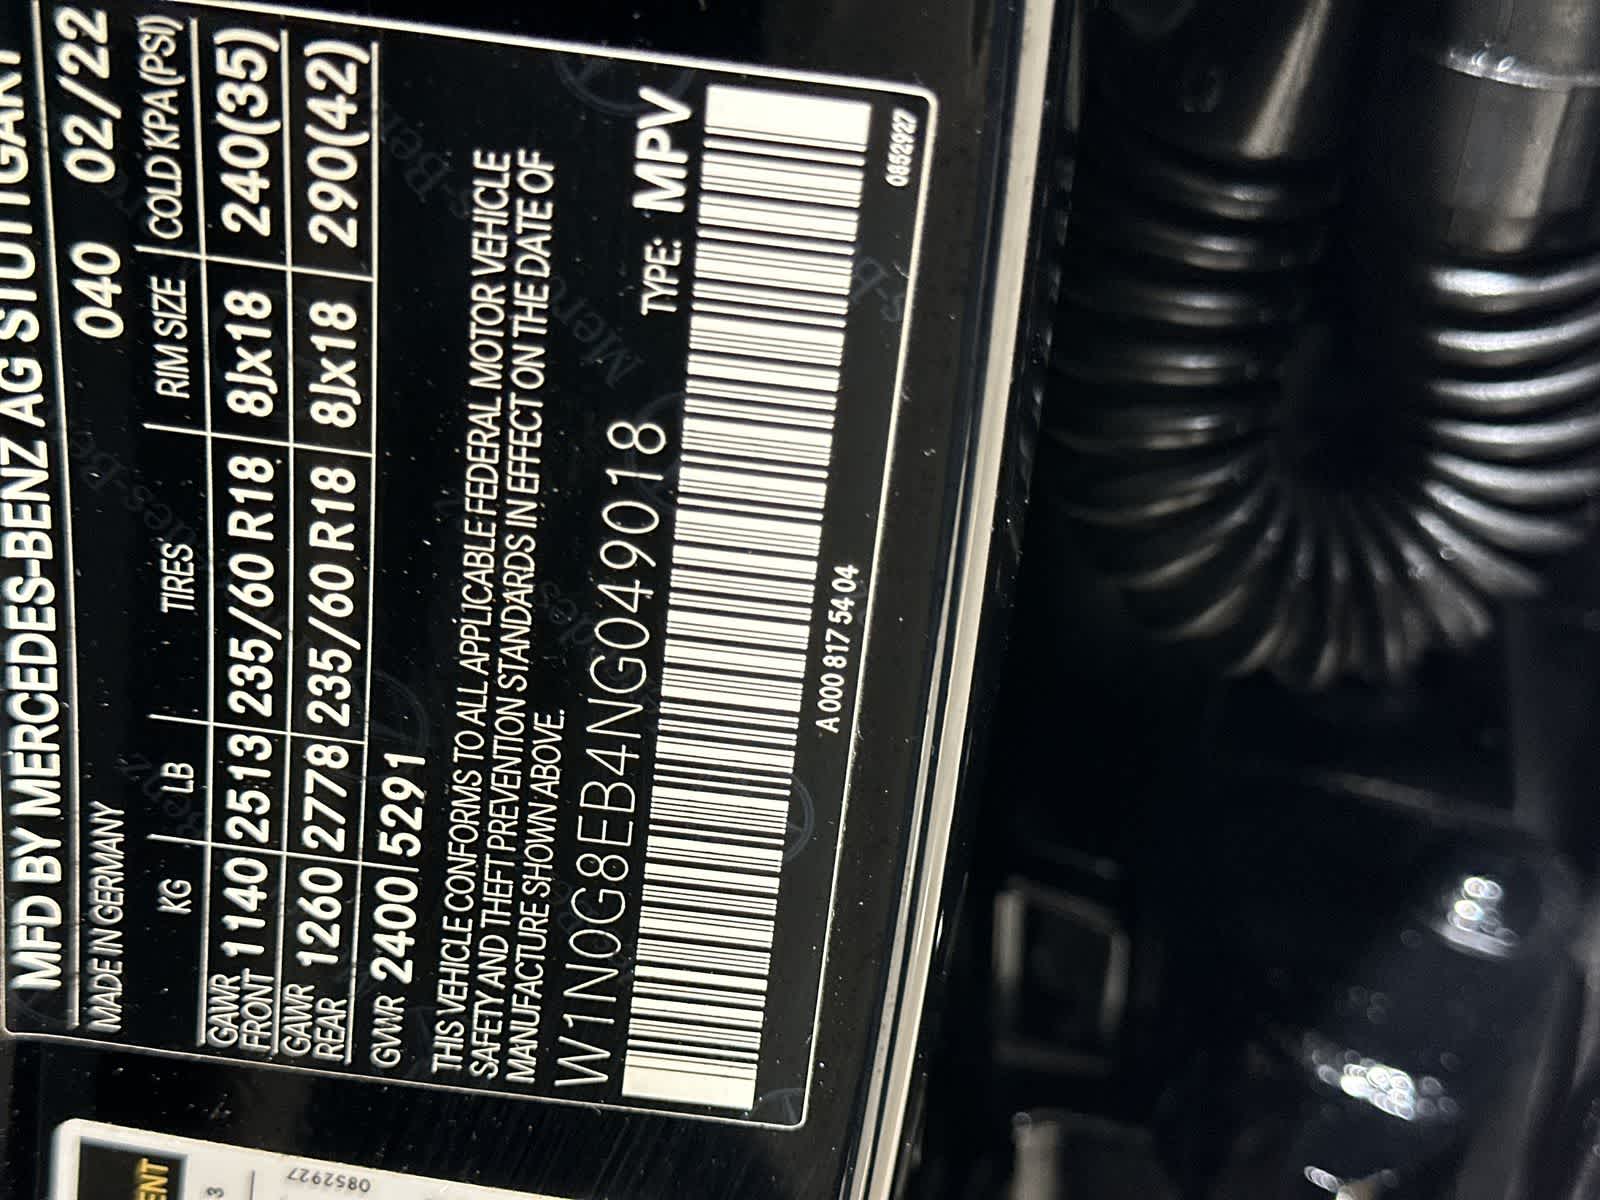 MFD BY MERCEDES-BENZ AG STUTTGART
MADE IN GERMANY 040 02/22
KG LB TIRES RIM SIZE COLD KPA (PSI)
GAWR FRONT 1140 2513 235/60 R18 8Jx18 240(35)
GAWR REAR 1260 2778 235/60 R18 8Jx18 290(42)
GVWR 2400 5291
THIS VEHICLE CONFORMS TO ALL APPLICABLE FEDERAL MOTOR VEHICLE
SAFETY AND THEFT PREVENTION STANDARDS IN EFFECT ON THE DATE OF
MANUFACTURE SHOWN ABOVE.
W1N0G8EB4NG049018 TYPE: MPV
A 000 817 54 04
0852927
ENT
3
0852927